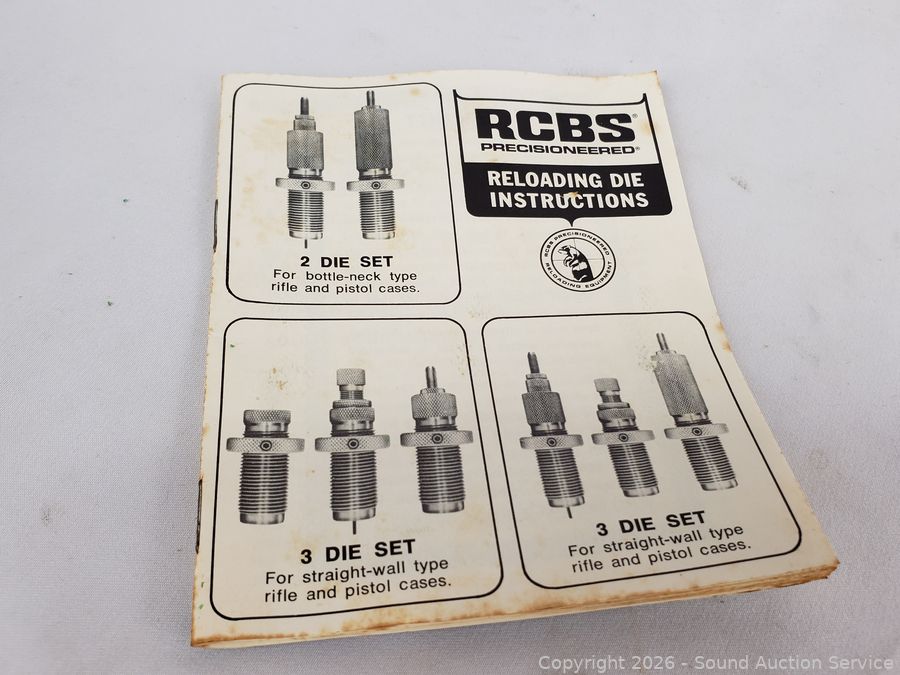 RCBS®
PRECISIONEERED®
RELOADING DIE
INSTRUCTIONS
RCBS PRECISIONEERED
RELOADING EQUIPMENT
2 DIE SET
For bottle-neck type
rifle and pistol cases.
3 DIE SET
For straight-wall type
rifle and pistol cases.
3 DIE SET
For straight-wall type
rifle and pistol cases.
Copyright 2026 - Sound Auction Service